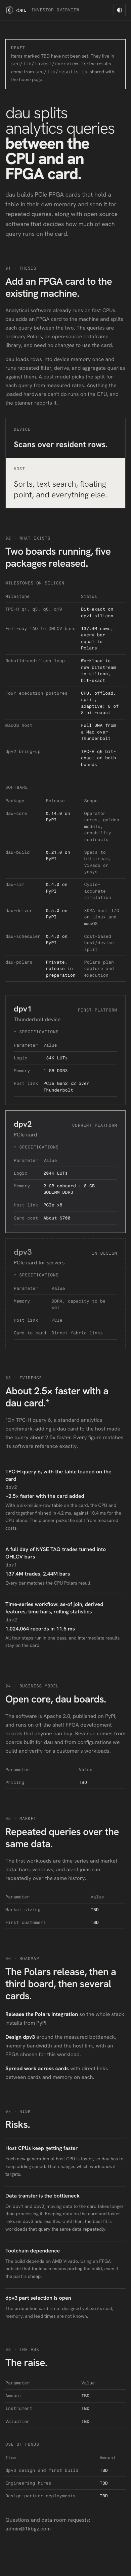 dau. INVESTOR OVERVIEW
DRAFT
Items marked TBD have not been set. They live in
src/lib/invest/overview.ts; the results
come from src/lib/results.ts, shared with
the home page.
dau splits
analytics queries
between the
CPU and an
FPGA card.
dau builds PCIe FPGA cards that hold a
table in their own memory and scan it for
repeated queries, along with open-source
software that decides how much of each
query runs on the card.
01 · THESIS
Add an FPGA card to the
existing machine.
Analytical software already runs on fast CPUs.
dau adds an FPGA card to the machine and splits
each query between the two. The tables are
ordinary Polars, an open-source dataframe
library, and need no changes to use the card.
dau loads rows into device memory once and
runs repeated filter, derive, and aggregate queries
against them. A cost model picks the split for
each query from measured rates. Anything the
installed hardware can't do runs on the CPU, and
the planner reports it.
DEVICE
Scans over resident rows.
HOST
Sorts, text search, floating
point, and everything else.
02 · WHAT EXISTS
Two boards running, five
packages released.
MILESTONES ON SILICON
Milestone Status
TPC-H q1, q3, q6, q19 Bit-exact on
dpv1 silicon
Full-day TAQ to OHLCV bars 137.4M rows,
every bar
equal to
Polars
Rebuild-and-flash loop Workload to
new bitstream
to silicon,
bit-exact
Four execution postures CPU, offload,
split,
adaptive; 0 of
8 bit-exact
macOS host Full DMA from
a Mac over
Thunderbolt
dpv2 bring-up TPC-H q6 bit-
exact on both
boards
SOFTWARE
Package Release Scope
dau-core 0.14.0 on
PyPI Operator
cores, golden
models,
capability
contracts
dau-build 0.21.0 on
PyPI Specs to
bitstream,
Vivado or
yosys
dau-sim 0.4.0 on
PyPI Cycle-
accurate
simulation
dau-driver 0.5.0 on
PyPI XDMA host I/O
on Linux and
macOS
dau-scheduler 0.4.0 on
PyPI Cost-based
host/device
split
dau-polars Private,
release in
preparation Polars plan
capture and
execution
dpv1 FIRST PLATFORM
Thunderbolt device
− SPECIFICATIONS
Parameter Value
Logic 134K LUTs
Memory 1 GB DDR3
Host link PCIe Gen2 x2 over
Thunderbolt
dpv2 CURRENT PLATFORM
PCIe card
− SPECIFICATIONS
Parameter Value
Logic 204K LUTs
Memory 2 GB onboard + 8 GB
SODIMM DDR3
Host link PCIe x8
Card cost About $700
dpv3 IN DESIGN
PCIe card for servers
− SPECIFICATIONS
Parameter Value
Memory DDR4, capacity to be
set
Host link PCIe
Card to card Direct fabric links
03 · EVIDENCE
About 2.5× faster with a
dau card.*
*On TPC-H query 6, a standard analytics
benchmark, adding a dau card to the host made
the query about 2.5× faster. Every figure matches
its software reference exactly.
TPC-H query 6, with the table loaded on the
card
dpv2
~2.5× faster with the card added
With a six-million-row table on the card, the CPU and
card together finished in 4.2 ms, against 10.4 ms for the
CPU alone. The planner picks the split from measured
costs.
A full day of NYSE TAQ trades turned into
OHLCV bars
dpv1
137.4M trades, 2.44M bars
Every bar matches the CPU Polars result.
Time-series workflow: as-of join, derived
features, time bars, rolling statistics
dpv2
1,024,064 records in 11.5 ms
All four steps run in one pass, and intermediate results
stay on the card.
04 · BUSINESS MODEL
Open core, dau boards.
The software is Apache 2.0, published on PyPI,
and runs on off-the-shelf FPGA development
boards that anyone can buy. Revenue comes from
boards built for dau and from configurations we
build and verify for a customer's workloads.
Parameter Value
Pricing TBD
05 · MARKET
Repeated queries over the
same data.
The first workloads are time-series and market
data: bars, windows, and as-of joins run
repeatedly over the same history.
Parameter Value
Market sizing TBD
First customers TBD
06 · ROADMAP
The Polars release, then a
third board, then several
cards.
Release the Polars integration so the whole stack
installs from PyPI.
Design dpv3 around the measured bottleneck,
memory bandwidth and the host link, with an
FPGA chosen for this workload.
Spread work across cards with direct links
between cards and memory on each.
07 · RISK
Risks.
Host CPUs keep getting faster
Each new generation of host CPU is faster, so dau has to
keep adding speed. That changes which workloads it
targets.
Data transfer is the bottleneck
On dpv1 and dpv2, moving data to the card takes longer
than processing it. Keeping data on the card and faster
links on dpv3 address this. Until then, the best fit is
workloads that query the same data repeatedly.
Toolchain dependence
The build depends on AMD Vivado. Using an FPGA
outside that toolchain means porting the build, even if
the part is cheap.
dpv3 part selection is open
The production card is not designed yet, so its cost,
memory, and lead times are not known.
08 · THE ASK
The raise.
Parameter Value
Amount TBD
Instrument TBD
Valuation TBD
USE OF FUNDS
Item Amount
dpv3 design and first build TBD
Engineering hires TBD
Design-partner deployments TBD
Questions and data room requests:
admin@1kbgz.com